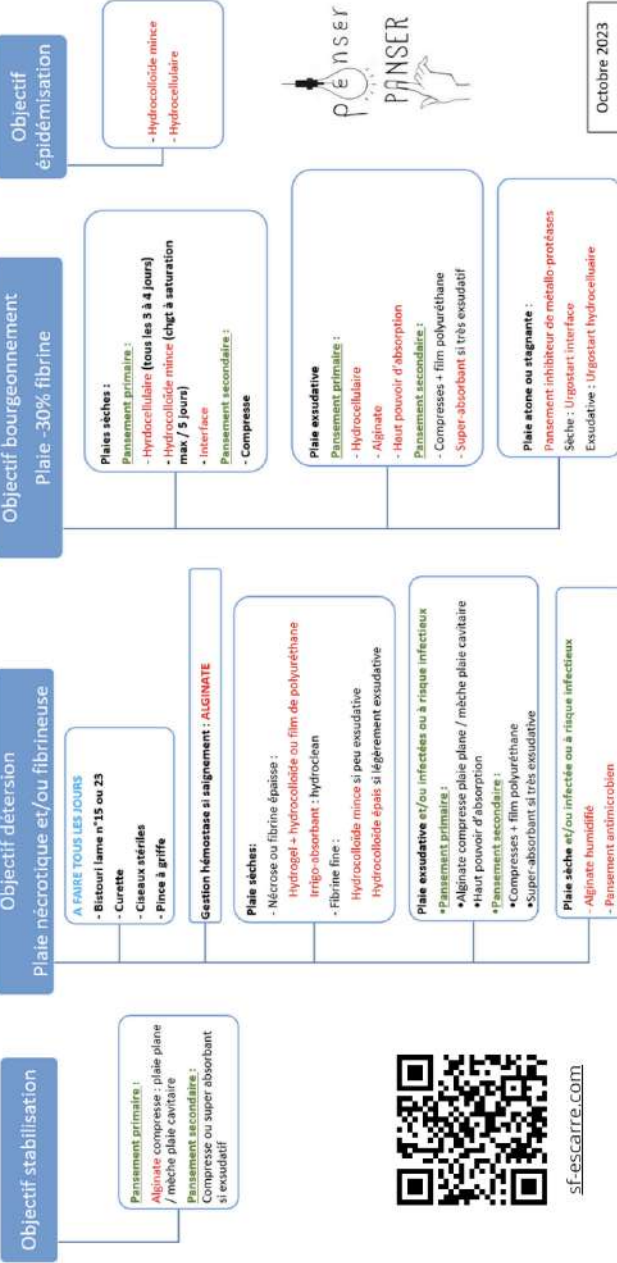 Objectif stabilisation
Pansement primaire :
Alginate compresse : plaie plane
/ mèche plaie cavitaire
Pansement secondaire :
Compresse ou super absorbant
si exsudatif
sf-escarre.com
Objectif détersion
Plaie nécrotique et/ou fibrineuse
A FAIRE TOUS LES JOURS
- Bistouri lame n°15 ou 23
- Curette
- Ciseaux stériles
- Pince à griffe
Gestion hémostase si saignement : ALGINATE
Plaie sèches:
- Nécrose ou fibrine épaisse :
Hydrogel + hydrocolloïde ou film de polyuréthane
Irrigo-absorbant : hydroclean
- Fibrine fine :
Hydrocolloïde mince si peu exsudative
Hydrocolloïde épais si légèrement exsudative
Plaie exsudative et/ou infectées ou à risque infectieux
•Pansement primaire :
•Alginate compresse plaie plane / mèche plaie cavitaire
•Haut pouvoir d'absorption
•Pansement secondaire :
•Compresses + film polyuréthane
•Super-absorbant si très exsudative
Plaie sèche et/ou infectée ou à risque infectieux
- Alginate humidifié
- Pansement antimicrobien
Objectif bourgeonnement
Plaie -30% fibrine
Plaies sèches :
Pansement primaire :
- Hyrdocellulaire (tous les 3 à 4 jours)
- Hydrocolloïde mince (chgt à saturation
max / 5 jours)
- Interface
Pansement secondaire :
- Compresse
Plaie exsudative
Pansement primaire :
- Hydrocellulaire
- Alginate
- Haut pouvoir d'absorption
Pansement secondaire :
- Compresses + film polyuréthane
- Super-absorbant si très exsudatif
Plaie atone ou stagnante :
Pansement inhibiteur de métallo-protéases
Sèche : Urgostart interface
Exsudative : Urgostart hydrocelluaire
Objectif
épidémisation
- Hydrocolloïde mince
- Hydrocellulaire
penser
PANSER
Octobre 2023